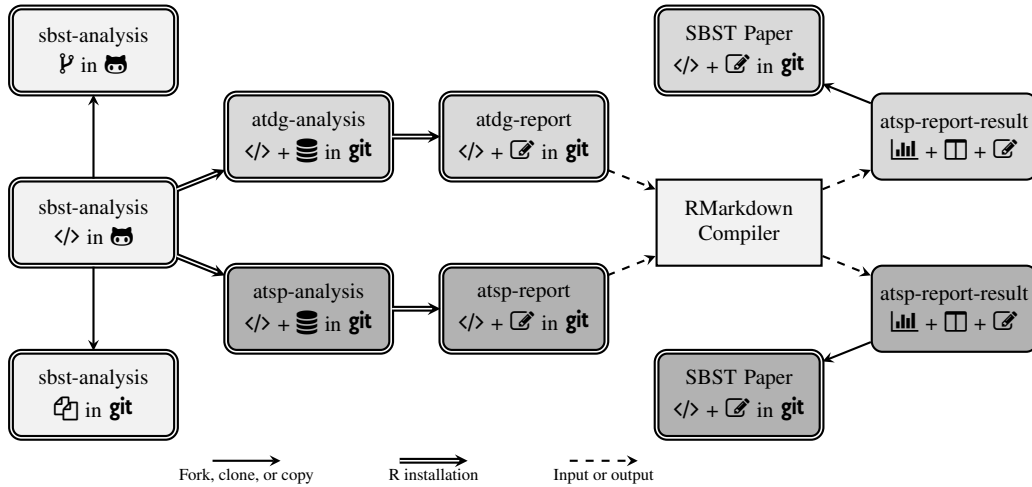 sbst-analysis
in
SBST Paper
</> + in git
atdg-analysis
</> + in git
atdg-report
</> + in git
atsp-report-result
+ +
sbst-analysis
</> in
RMarkdown
Compiler
atsp-analysis
</> + in git
atsp-report
</> + in git
atsp-report-result
+ +
sbst-analysis
in git
SBST Paper
</> + in git
Fork, clone, or copy
R installation
Input or output